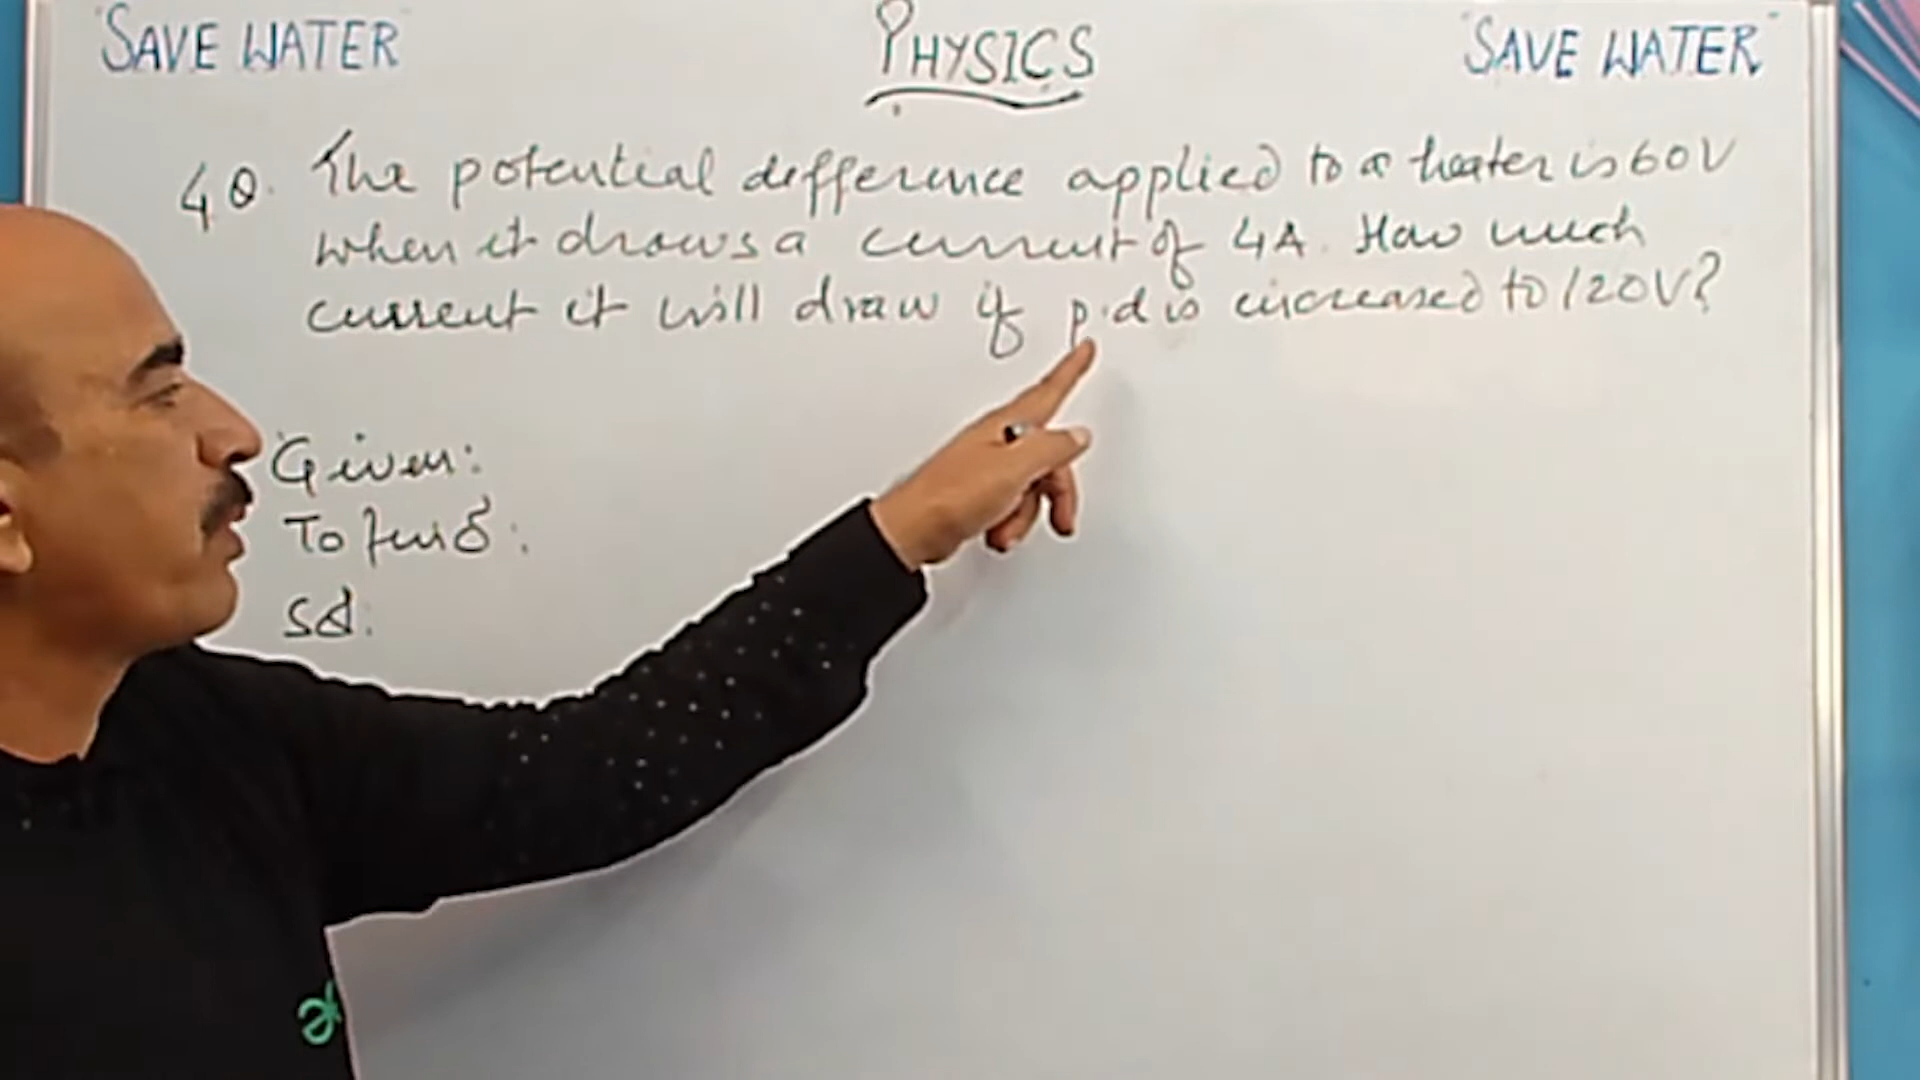 "SAVE WATER
PHYSICS
"SAVE WATER"
4Q. The potential difference applied to a heater is 60V
when it draws a current of 4A. How much
current it will draw if p.d is increased to 120V?
Given:
To find:
Sol: